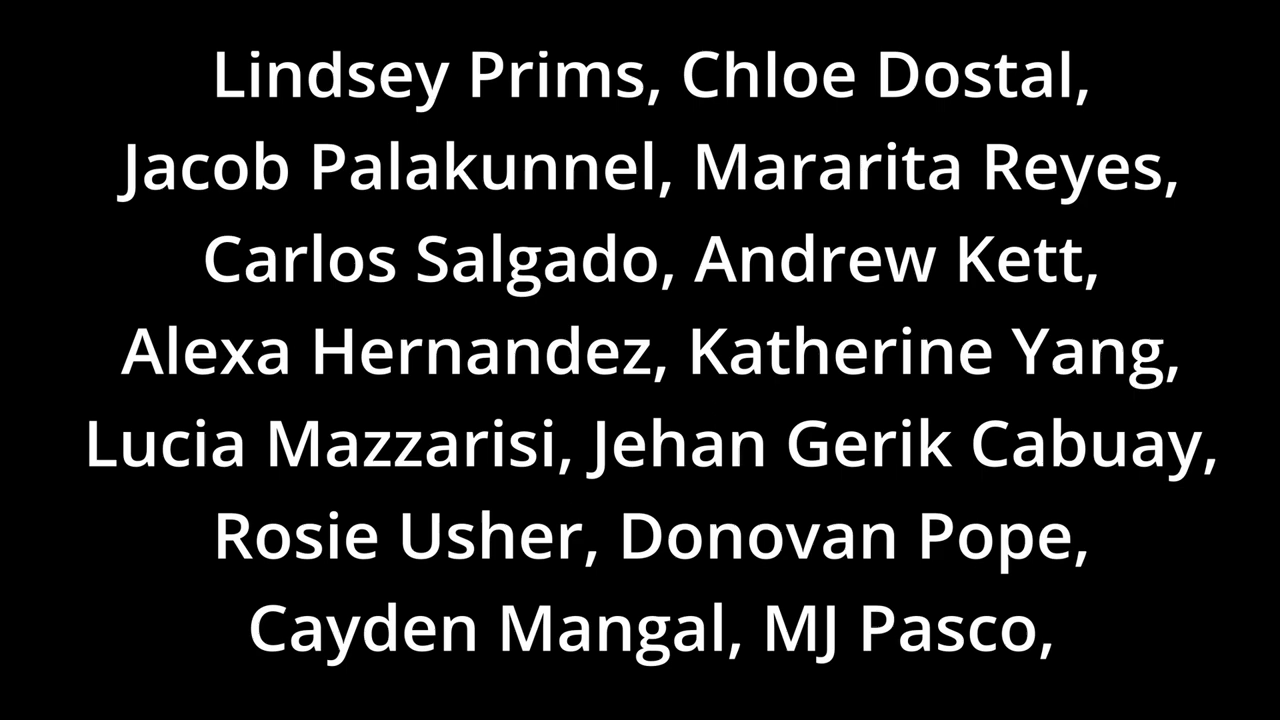 Lindsey Prims, Chloe Dostal,
Jacob Palakunnel, Mararita Reyes,
Carlos Salgado, Andrew Kett,
Alexa Hernandez, Katherine Yang,
Lucia Mazzarisi, Jehan Gerik Cabuay,
Rosie Usher, Donovan Pope,
Cayden Mangal, MJ Pasco,